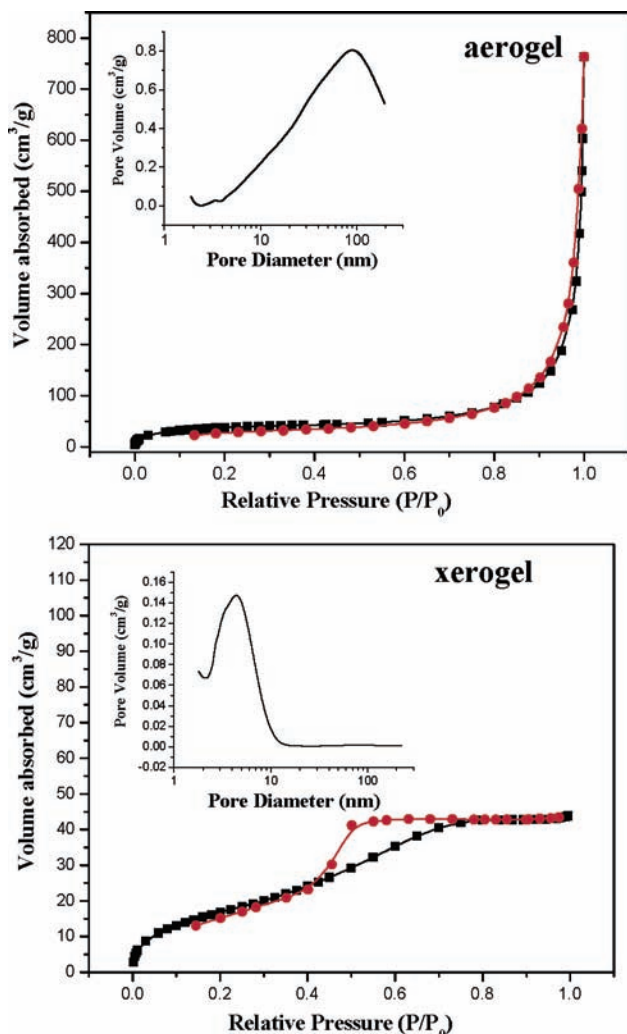 aerogel
Volume absorbed (cm³/g)
800
700
600
500
400
300
200
100
0
0.0 0.2 0.4 0.6 0.8 1.0
Relative Pressure (P/P₀)
Pore Volume (cm³/g)
0.8
0.6
0.4
0.2
0.0
1 10 100
Pore Diameter (nm)
xerogel
Volume absorbed (cm³/g)
120
110
100
90
80
70
60
50
40
30
20
10
0
0.0 0.2 0.4 0.6 0.8 1.0
Relative Pressure (P/P₀)
Pore Volume (cm³/g)
0.16
0.14
0.12
0.10
0.08
0.06
0.04
0.02
0.00
-0.02
1 10 100
Pore Diameter (nm)